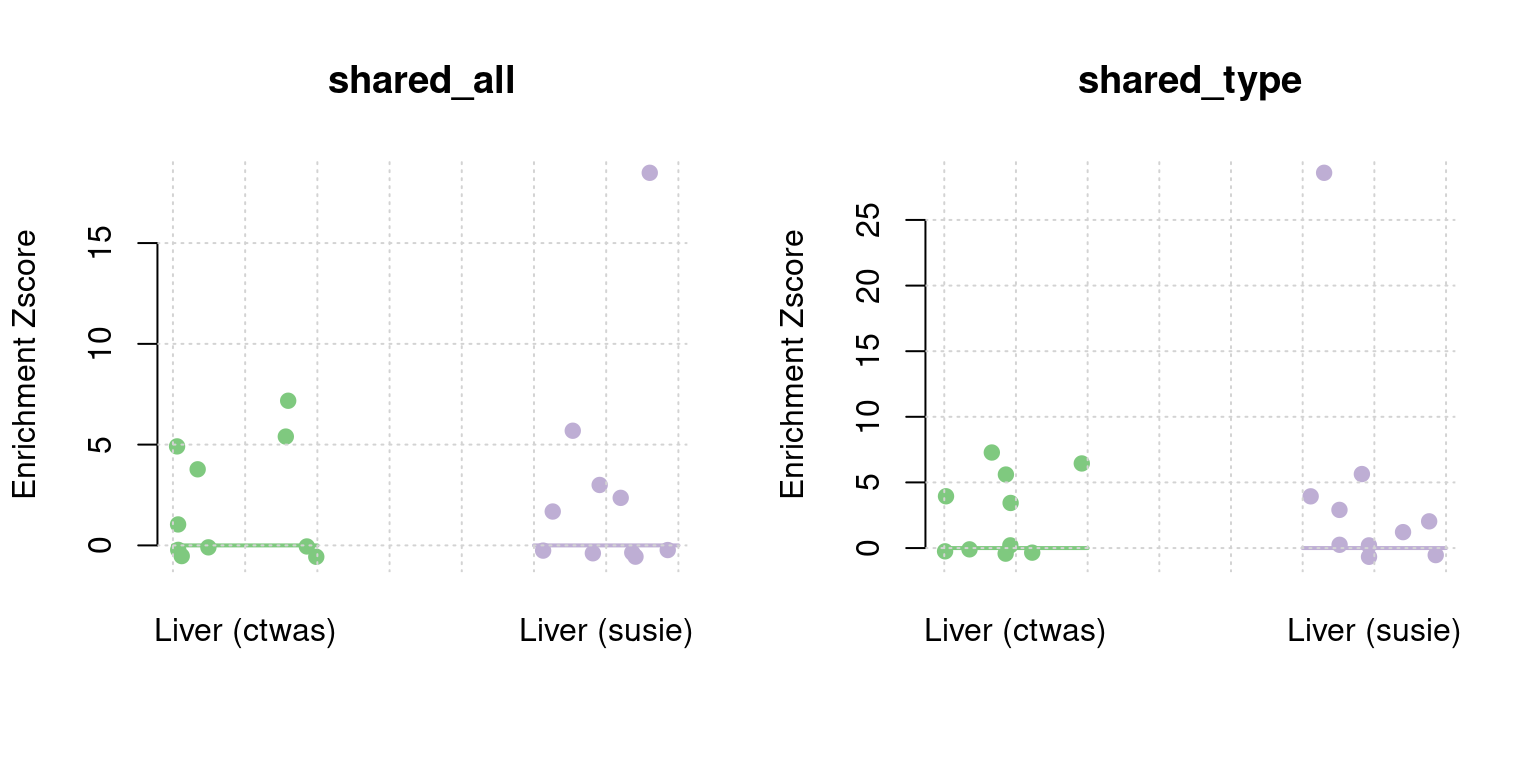 shared_all
Enrichment Zscore
0 5 10 15
Liver (ctwas) Liver (susie)
shared_type
Enrichment Zscore
0 5 10 15 20 25
Liver (ctwas) Liver (susie)